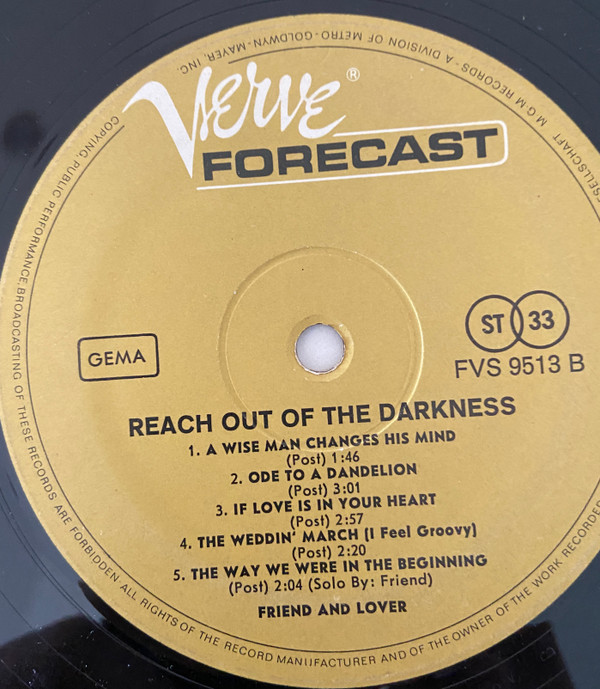 Verve®
FORECAST
GEMA
ST 33
FVS 9513 B
REACH OUT OF THE DARKNESS
1. A WISE MAN CHANGES HIS MIND
(Post) 1:46
2. ODE TO A DANDELION
(Post) 3:01
3. IF LOVE IS IN YOUR HEART
(Post) 2:57
4. THE WEDDIN' MARCH (I Feel Groovy)
(Post) 2:20
5. THE WAY WE WERE IN THE BEGINNING
(Post) 2:04 (Solo By: Friend)
FRIEND AND LOVER
M G M RECORDS - A DIVISION OF METRO - GOLDWYN - MAYER, INC.
COPYING, PUBLIC PERFORMANCE, BROADCASTING OF THESE RECORDS ARE FORBIDDEN - ALL RIGHTS OF THE RECORD MANUFACTURER AND OF THE OWNER OF THE WORK RECORDED